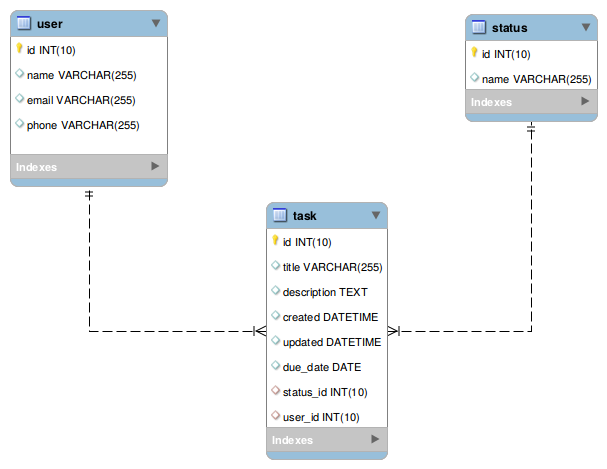 user
id INT(10)
name VARCHAR(255)
email VARCHAR(255)
phone VARCHAR(255)
Indexes
status
id INT(10)
name VARCHAR(255)
Indexes
task
id INT(10)
title VARCHAR(255)
description TEXT
created DATETIME
updated DATETIME
due_date DATE
status_id INT(10)
user_id INT(10)
Indexes